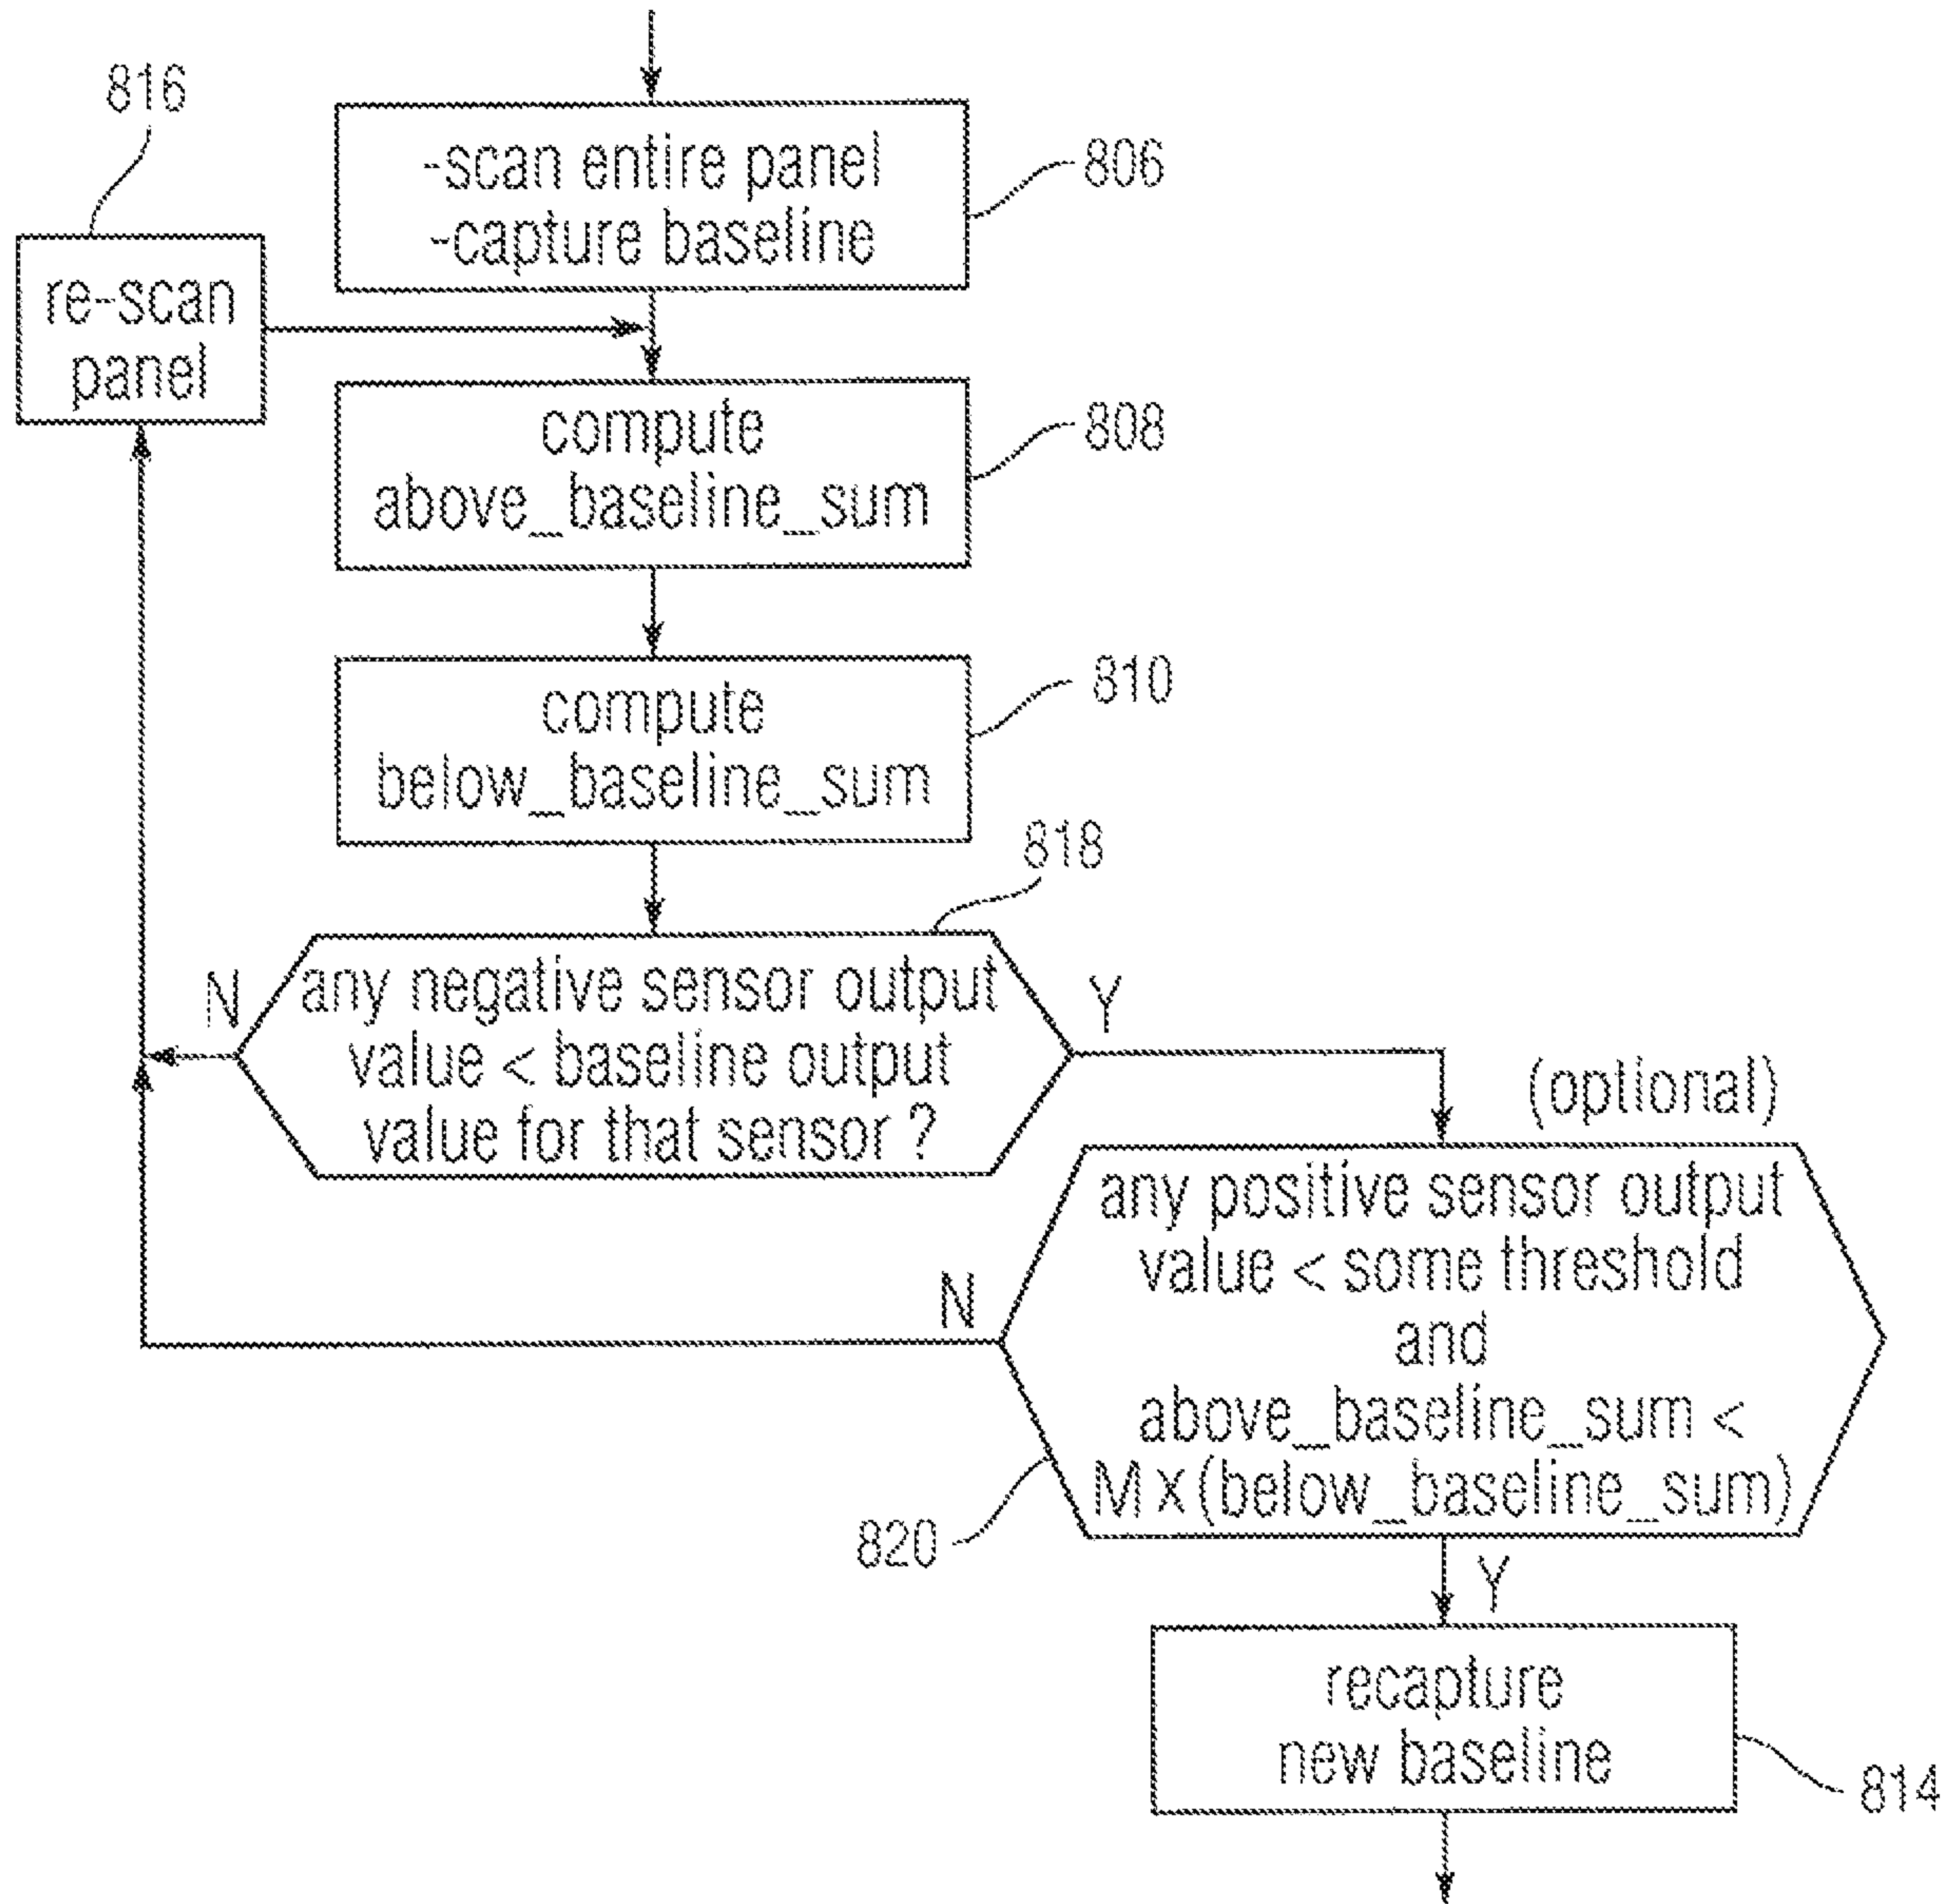 816
-scan entire panel
-capture baseline
806
re-scan
panel
compute
above_baseline_sum
808
compute
below_baseline_sum
810
818
N
any negative sensor output
value < baseline output
value for that sensor ?
Y
(optional)
any positive sensor output
value < some threshold
and
above_baseline_sum <
M x (below_baseline_sum)
N
820
Y
recapture
new baseline
814